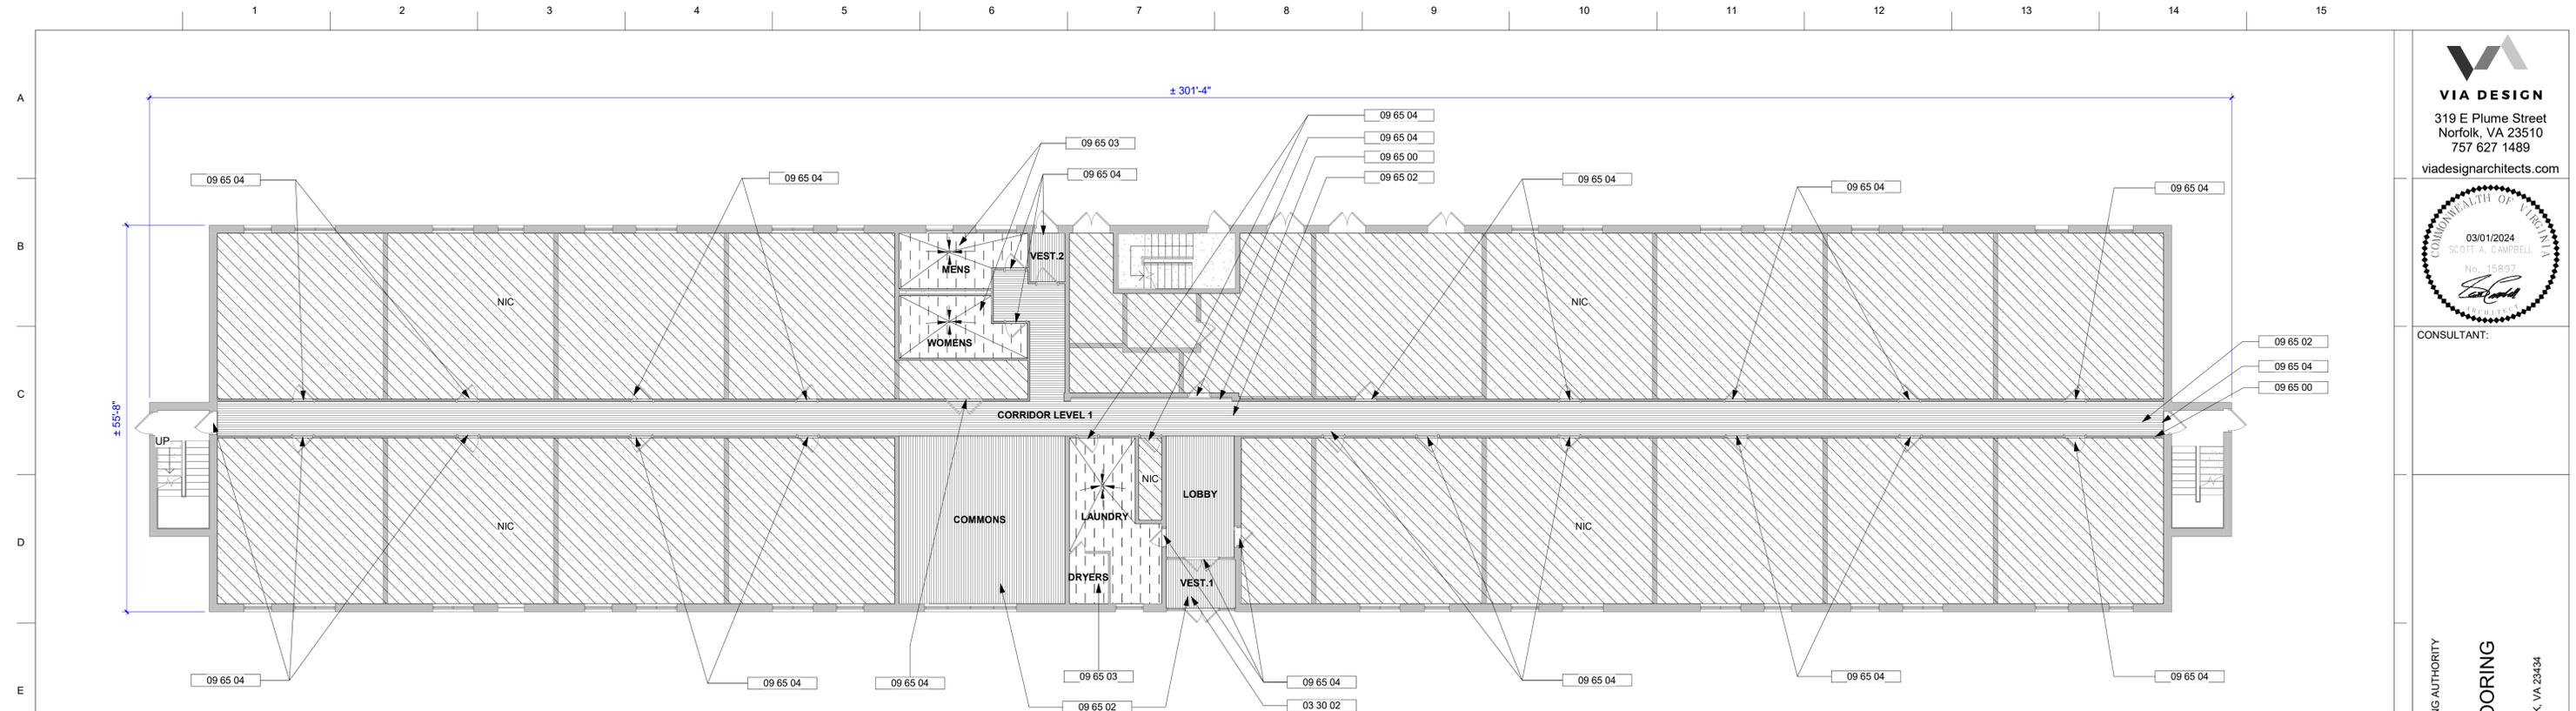 1 2 3 4 5 6 7 8 9 10 11 12 13 14 15
A
B
C
D
E
± 301'-4"
± 55'-8"
09 65 04
09 65 04
09 65 03
09 65 04
09 65 04
09 65 04
09 65 00
09 65 02
09 65 04
09 65 04
09 65 04
NIC
MENS
VEST.2
WOMENS
NIC
09 65 02
09 65 04
09 65 00
CORRIDOR LEVEL 1
UP
NIC
COMMONS
LAUNDRY
NIC
LOBBY
DRYERS
VEST.1
NIC
09 65 04
09 65 04
09 65 04
09 65 03
09 65 02
09 65 04
03 30 02
09 65 04
09 65 04
09 65 04
VIA DESIGN
319 E Plume Street
Norfolk, VA 23510
757 627 1489
viadesignarchitects.com
COMMONWEALTH OF VIRGINIA
03/01/2024
SCOTT A. CAMPBELL
No. 15897
ARCHITECT
CONSULTANT:
AUTHORITY
VA 23434